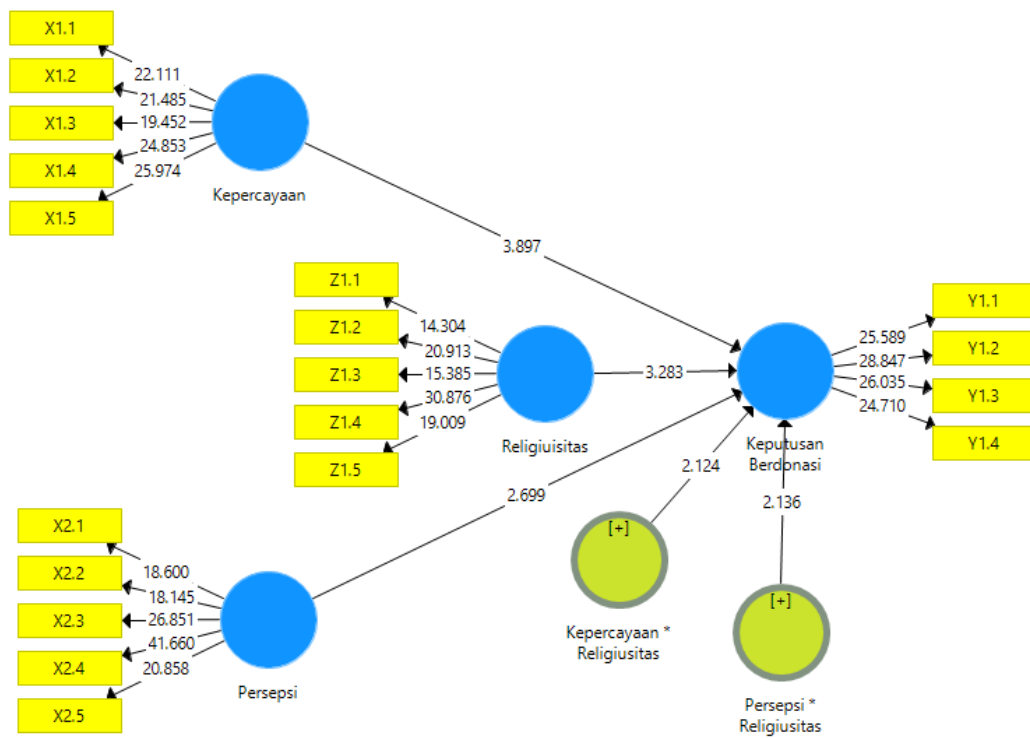 X1.1
X1.2
X1.3
X1.4
X1.5
22.111
21.485
19.452
24.853
25.974
Kepercayaan
3.897
Z1.1
Z1.2
Z1.3
Z1.4
Z1.5
14.304
20.913
15.385
30.876
19.009
Religiuisitas
3.283
Y1.1
Y1.2
Y1.3
Y1.4
25.589
28.847
26.035
24.710
Keputusan
Berdonasi
2.699
2.124
2.136
X2.1
X2.2
X2.3
X2.4
X2.5
18.600
18.145
26.851
41.660
20.858
Persepsi
[+]
Kepercayaan *
Religiusitas
[+]
Persepsi *
Religiusitas